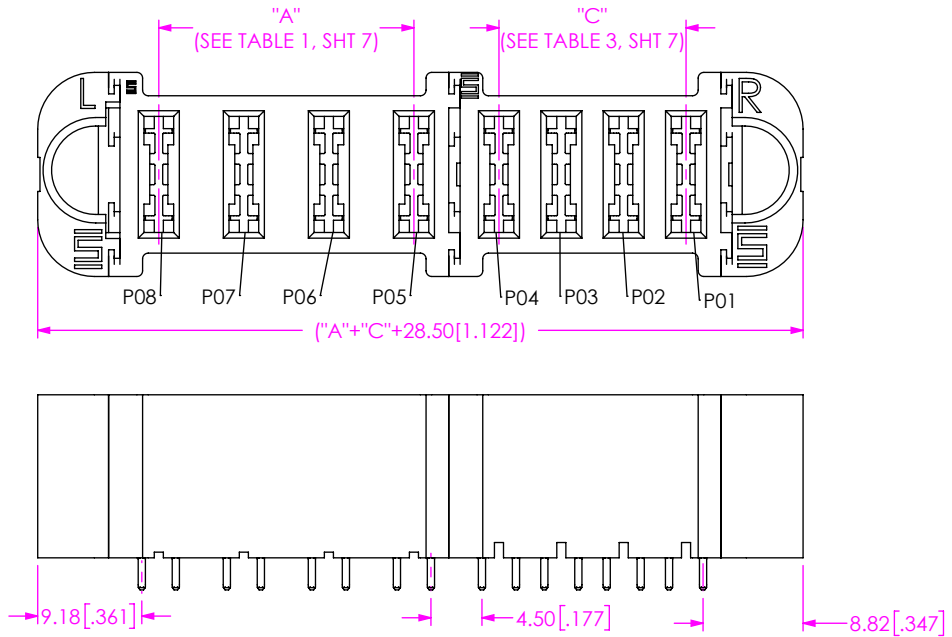 "A"
(SEE TABLE 1, SHT 7)
"C"
(SEE TABLE 3, SHT 7)
L
R
P08
P07
P06
P05
P04
P03
P02
P01
("A"+"C"+28.50[1.122])
9.18[.361]
4.50[.177]
8.82[.347]